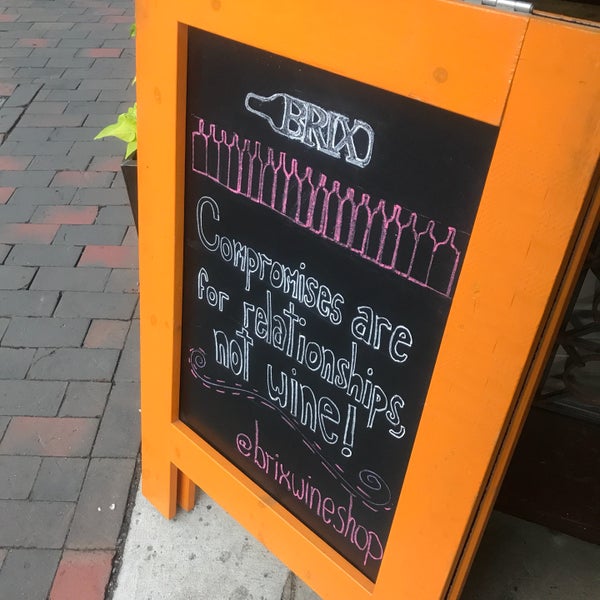 BRIX
Compromises are
for relationships,
not wine!
@brixwineshop